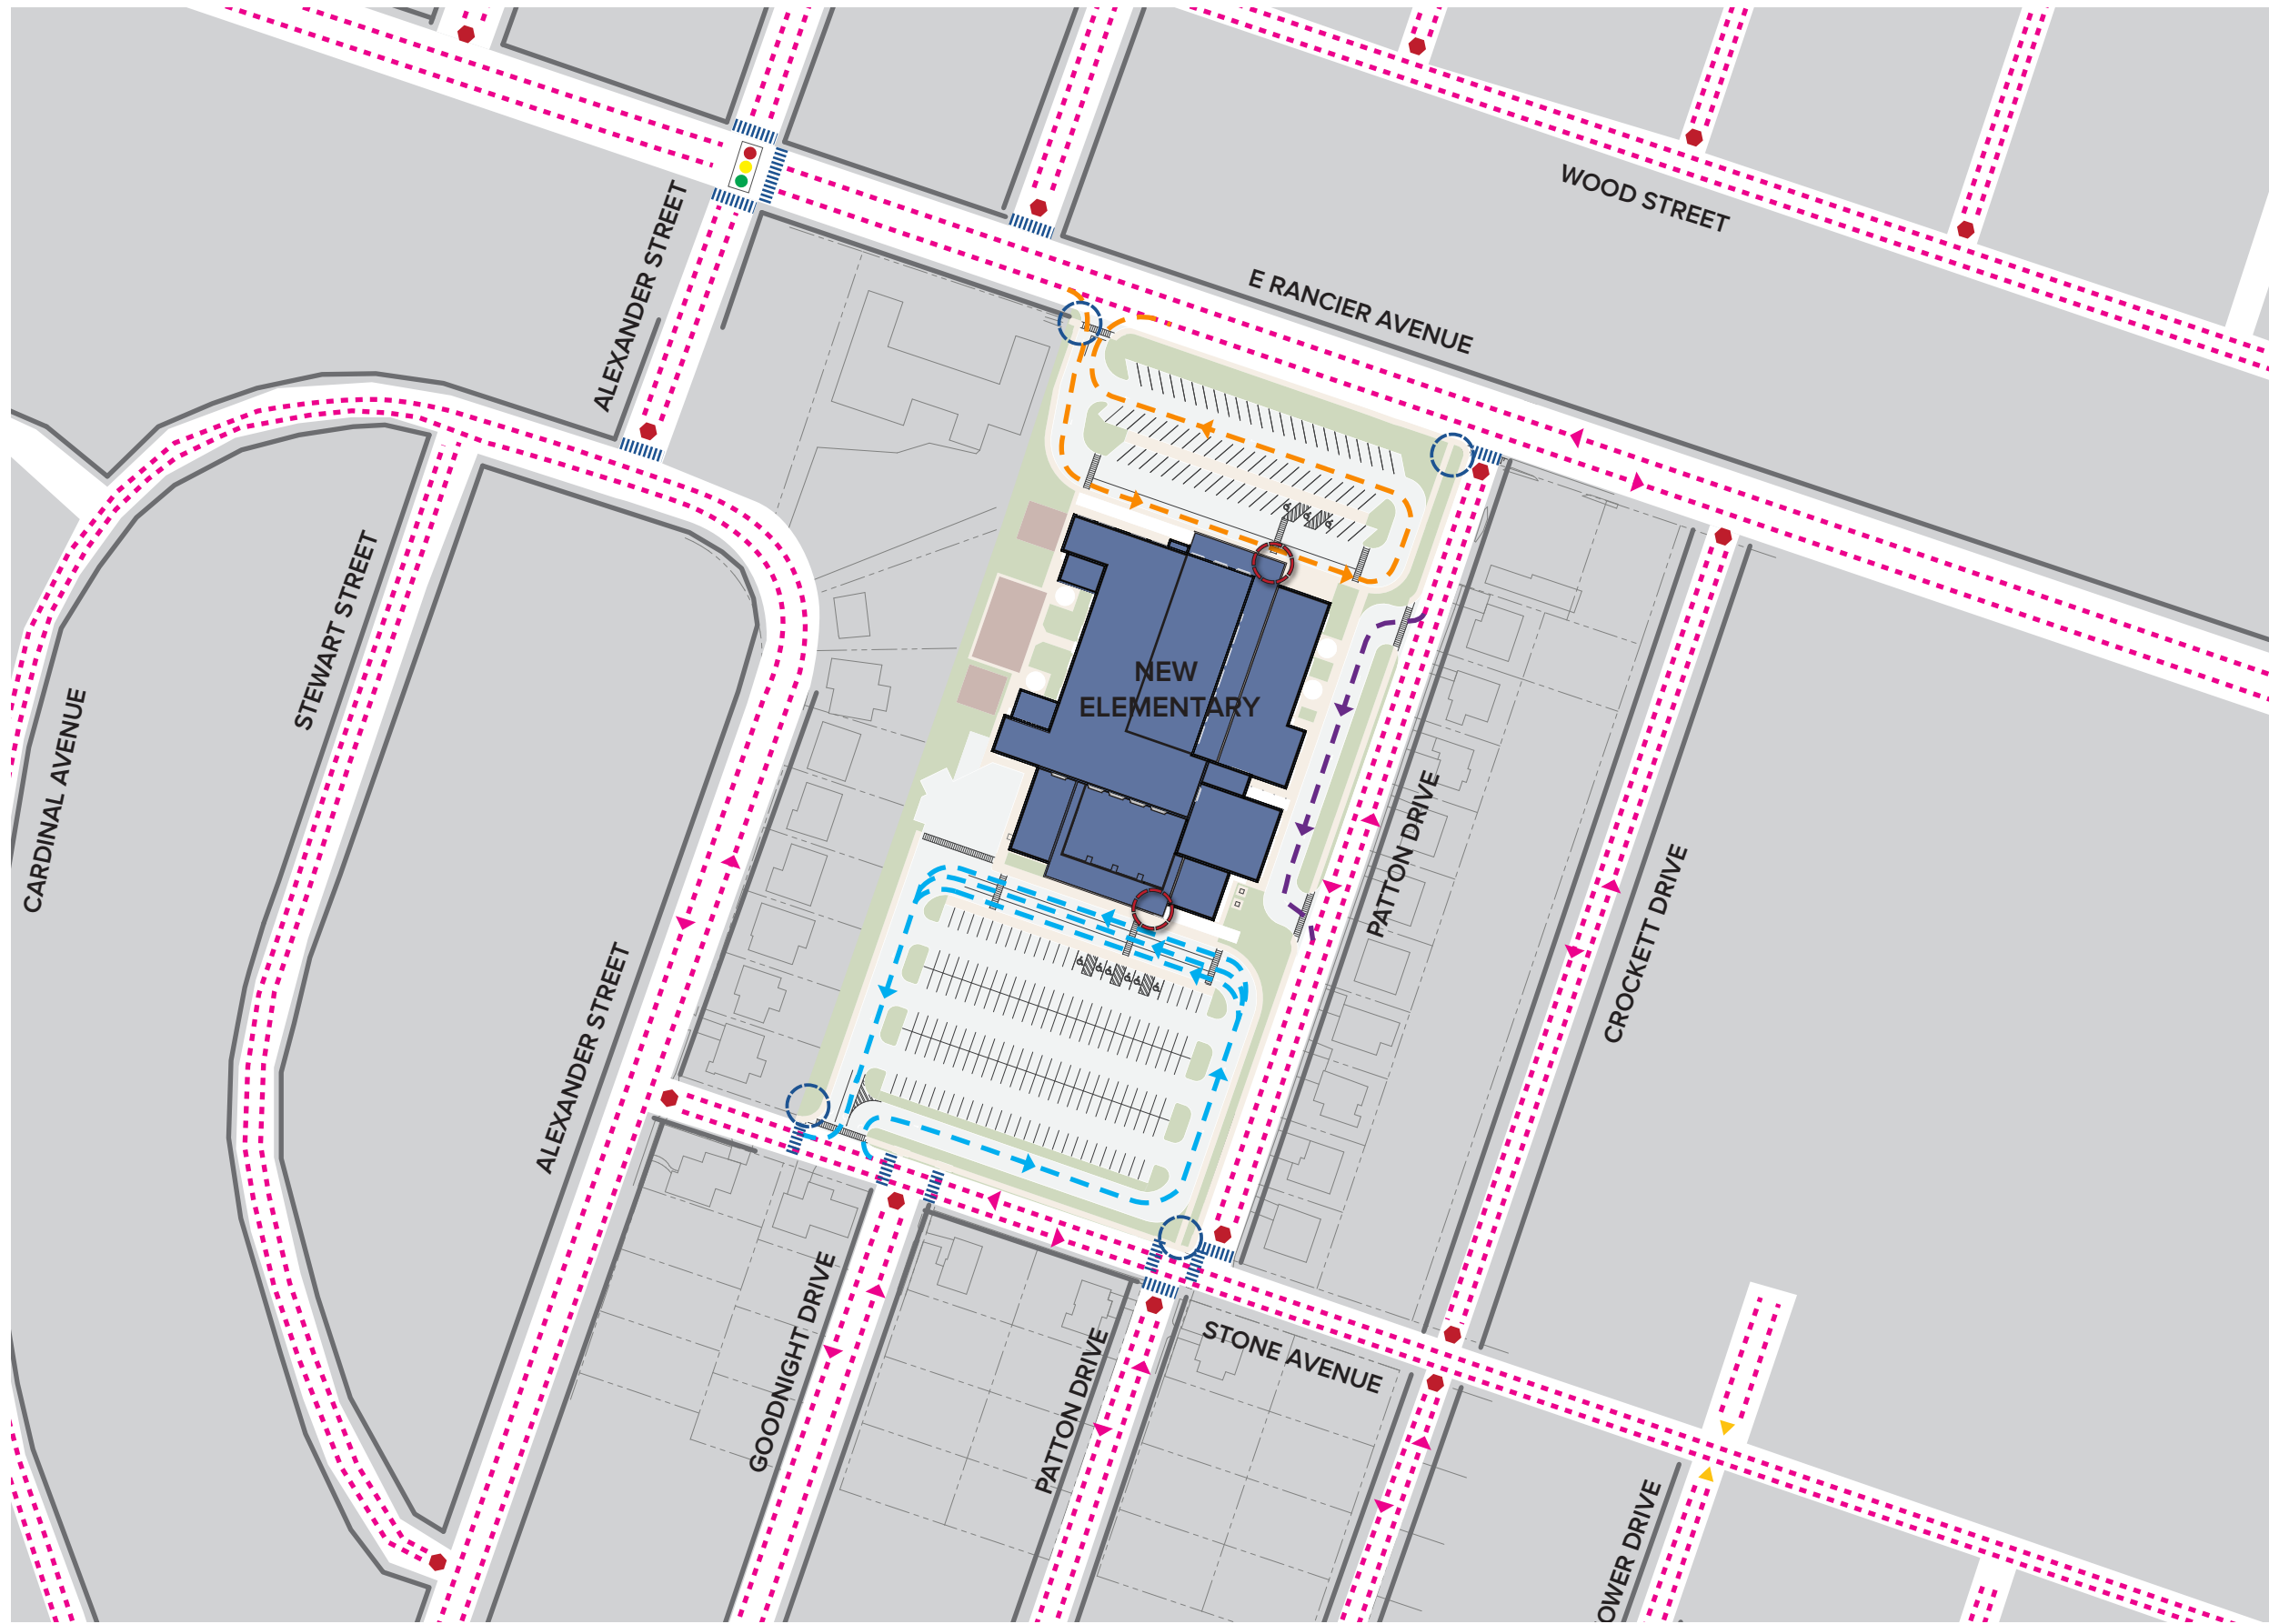 WOOD STREET
ALEXANDER STREET
E RANCIER AVENUE
STEWART STREET
CARDINAL AVENUE
NEW
ELEMENTARY
PATTON DRIVE
CROCKETT DRIVE
ALEXANDER STREET
GOODNIGHT DRIVE
PATTON DRIVE
STONE AVENUE
OWER DRIVE